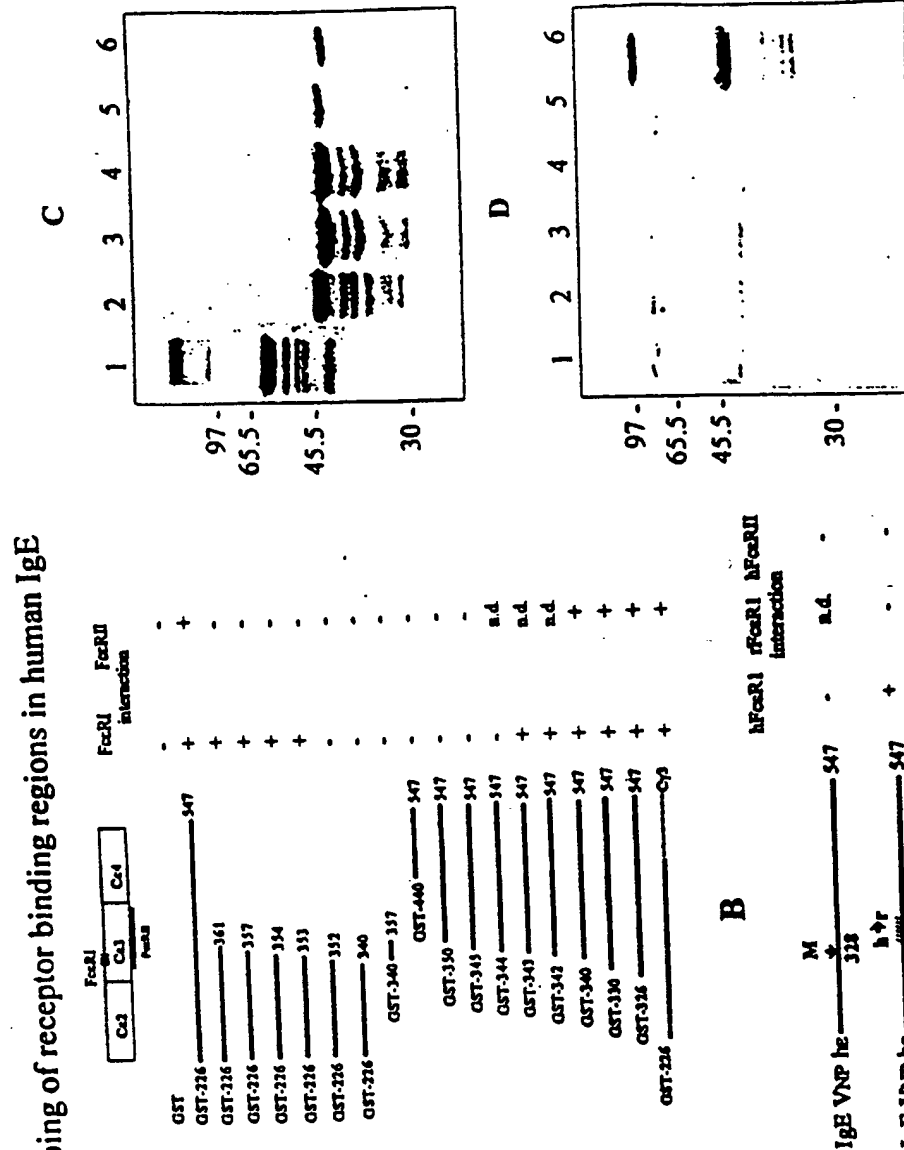 ping of receptor binding regions in human IgE
FcεRI
Cε2 Cε3 Cε4
FcεRII
FcεRI FcεRII
interaction
GST - -
GST-226 547 + +
GST-226 361 + -
GST-226 357 + -
GST-226 354 + -
GST-226 353 + -
GST-226 352 - -
GST-226 340 - -
GST-340 357 - -
GST-440 547 - -
GST-350 547 - -
GST-345 547 - -
GST-344 547 - n.d.
GST-343 547 + n.d.
GST-342 547 + n.d.
GST-340 547 + +
GST-330 547 + +
GST-326 547 + +
GST-226 Cγ3 + +
B
hFcεRI rFcεRI hFcεRII
interaction
M
IgE VNP hε 328 547 - n.d. -
h r
547 + - -
C
1 2 3 4 5 6
97 -
65.5 -
45.5 -
30 -
D
1 2 3 4 5 6
97 -
65.5 -
45.5 -
30 -